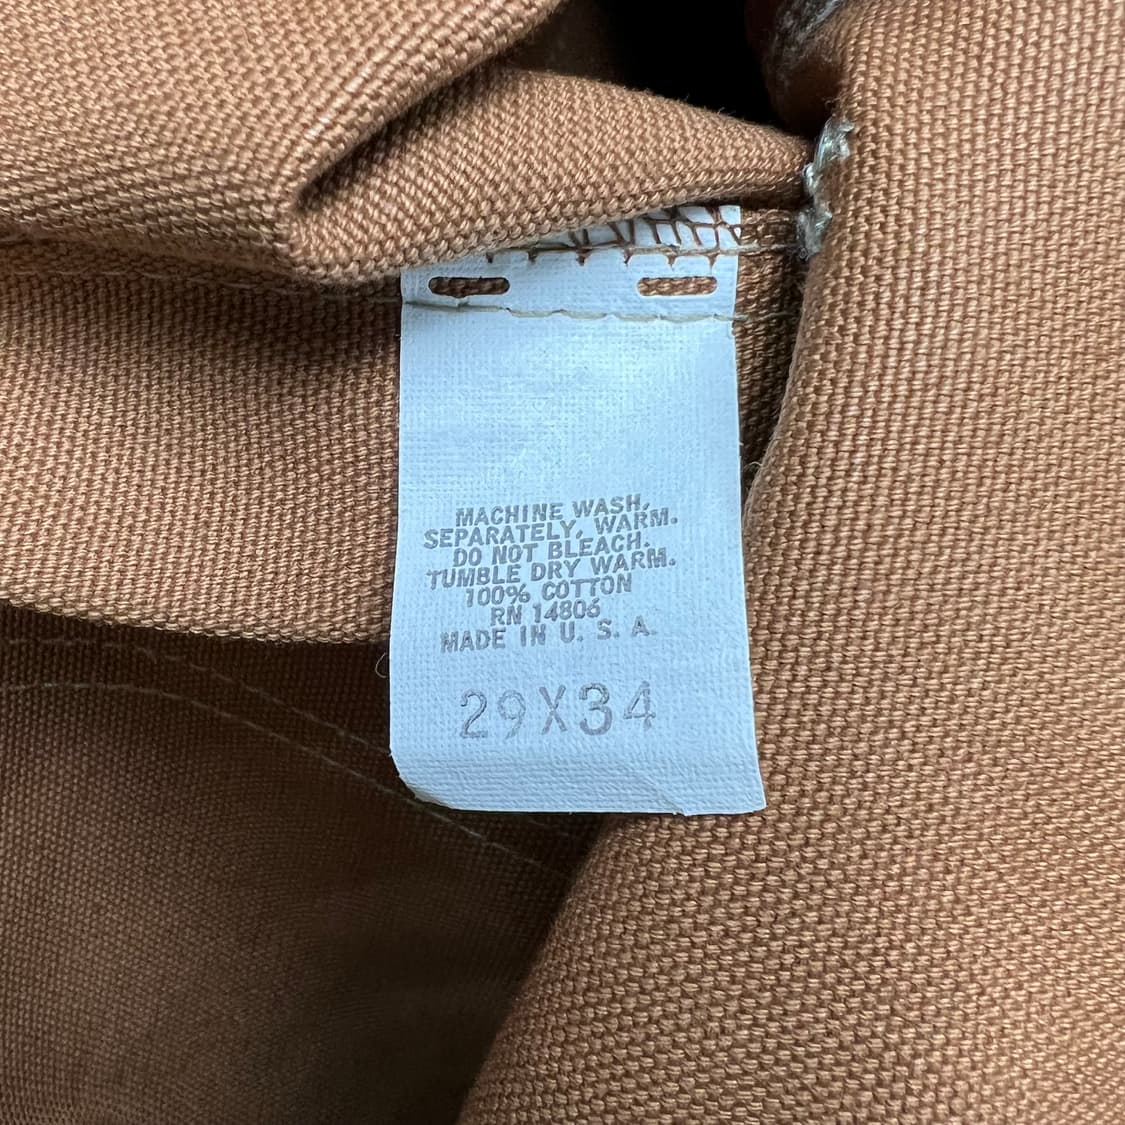 MACHINE WASH,
SEPARATELY, WARM.
DO NOT BLEACH.
TUMBLE DRY WARM.
100% COTTON
RN 14806
MADE IN U. S. A.
29X34